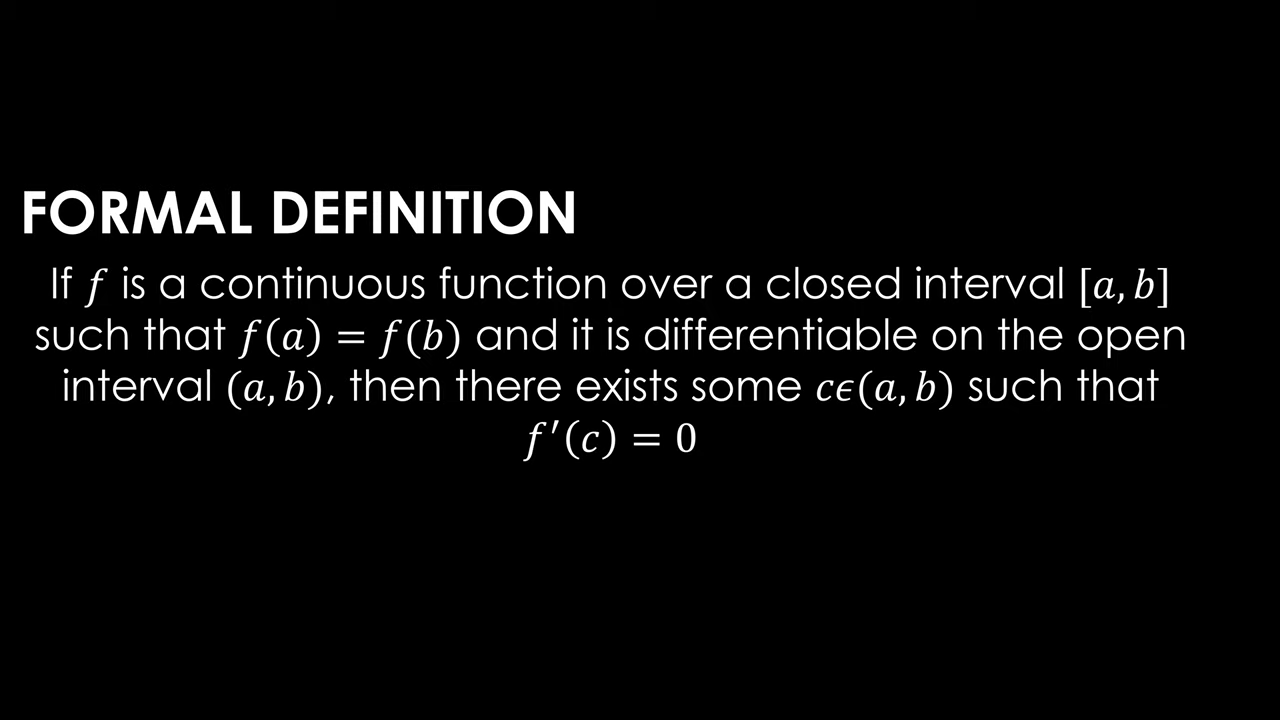 FORMAL DEFINITION
If f is a continuous function over a closed interval [a, b]
such that f(a) = f(b) and it is differentiable on the open
interval (a, b), then there exists some cϵ(a, b) such that
f′(c) = 0